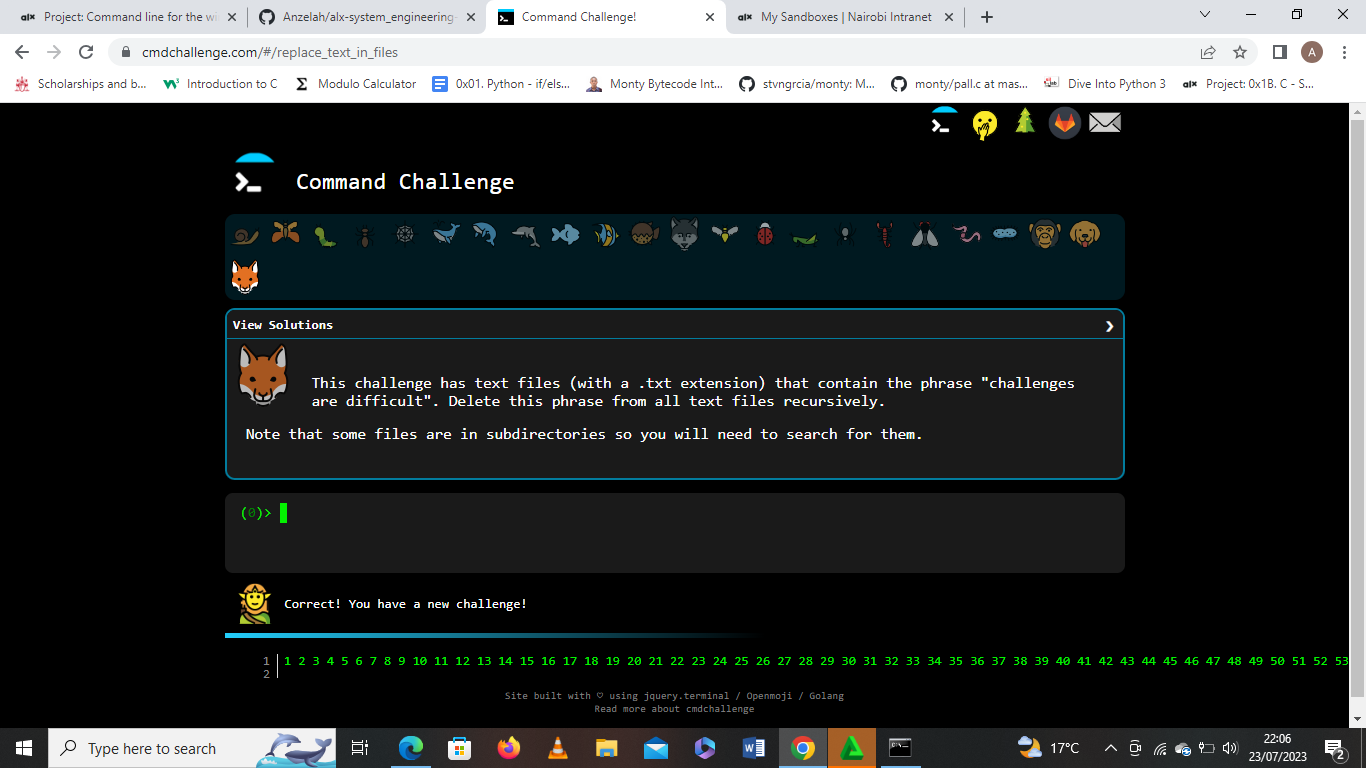 alx Project: Command line for the wi
Anzelah/alx-system_engineering-
Command Challenge!
alx My Sandboxes | Nairobi Intranet
cmdchallenge.com/#/replace_text_in_files
A
Scholarships and b...
Introduction to C
Modulo Calculator
0x01. Python - if/els...
Monty Bytecode Int...
stvngrcia/monty: M...
monty/pall.c at mas...
Dive Into Python 3
alx Project: 0x1B. C - S...
Command Challenge
View Solutions
This challenge has text files (with a .txt extension) that contain the phrase "challenges
are difficult". Delete this phrase from all text files recursively.
Note that some files are in subdirectories so you will need to search for them.
(0)>
Correct! You have a new challenge!
1 1 2 3 4 5 6 7 8 9 10 11 12 13 14 15 16 17 18 19 20 21 22 23 24 25 26 27 28 29 30 31 32 33 34 35 36 37 38 39 40 41 42 43 44 45 46 47 48 49 50 51 52 53
2
Site built with ♡ using jquery.terminal / Openmoji / Golang
Read more about cmdchallenge
Type here to search
17°C
22:06
23/07/2023
2